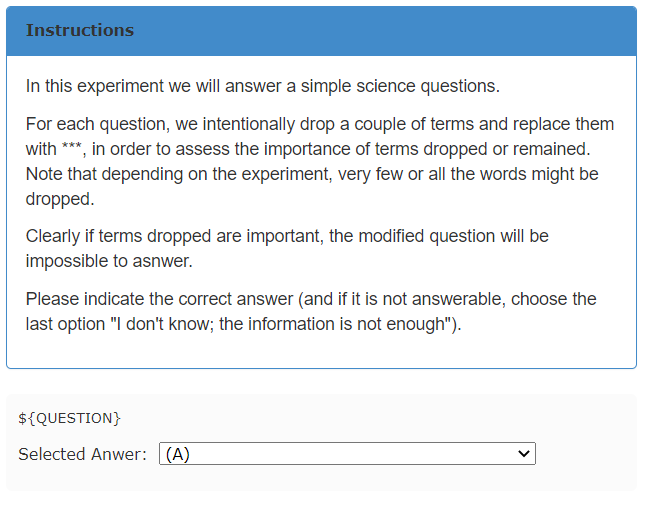 Instructions
In this experiment we will answer a simple science questions.
For each question, we intentionally drop a couple of terms and replace them
with ***, in order to assess the importance of terms dropped or remained.
Note that depending on the experiment, very few or all the words might be
dropped.
Clearly if terms dropped are important, the modified question will be
impossible to asnwer.
Please indicate the correct answer (and if it is not answerable, choose the
last option "I don't know; the information is not enough").
${QUESTION}
Selected Anwer: (A)